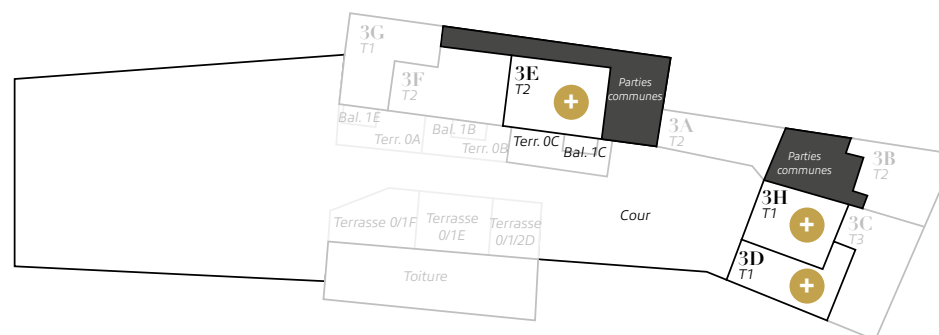 3G
T1
3F
T2
3E
T2
Parties
communes
Bal. 1E
Terr. 0A
Bal. 1B
Terr. 0B
Terr. 0C
Bal. 1C
3A
T2
Parties
communes
3B
T2
3H
T1
3C
T3
3D
T1
Cour
Terrasse 0/1F
Terrasse
0/1E
Terrasse
0/1/2D
Toiture